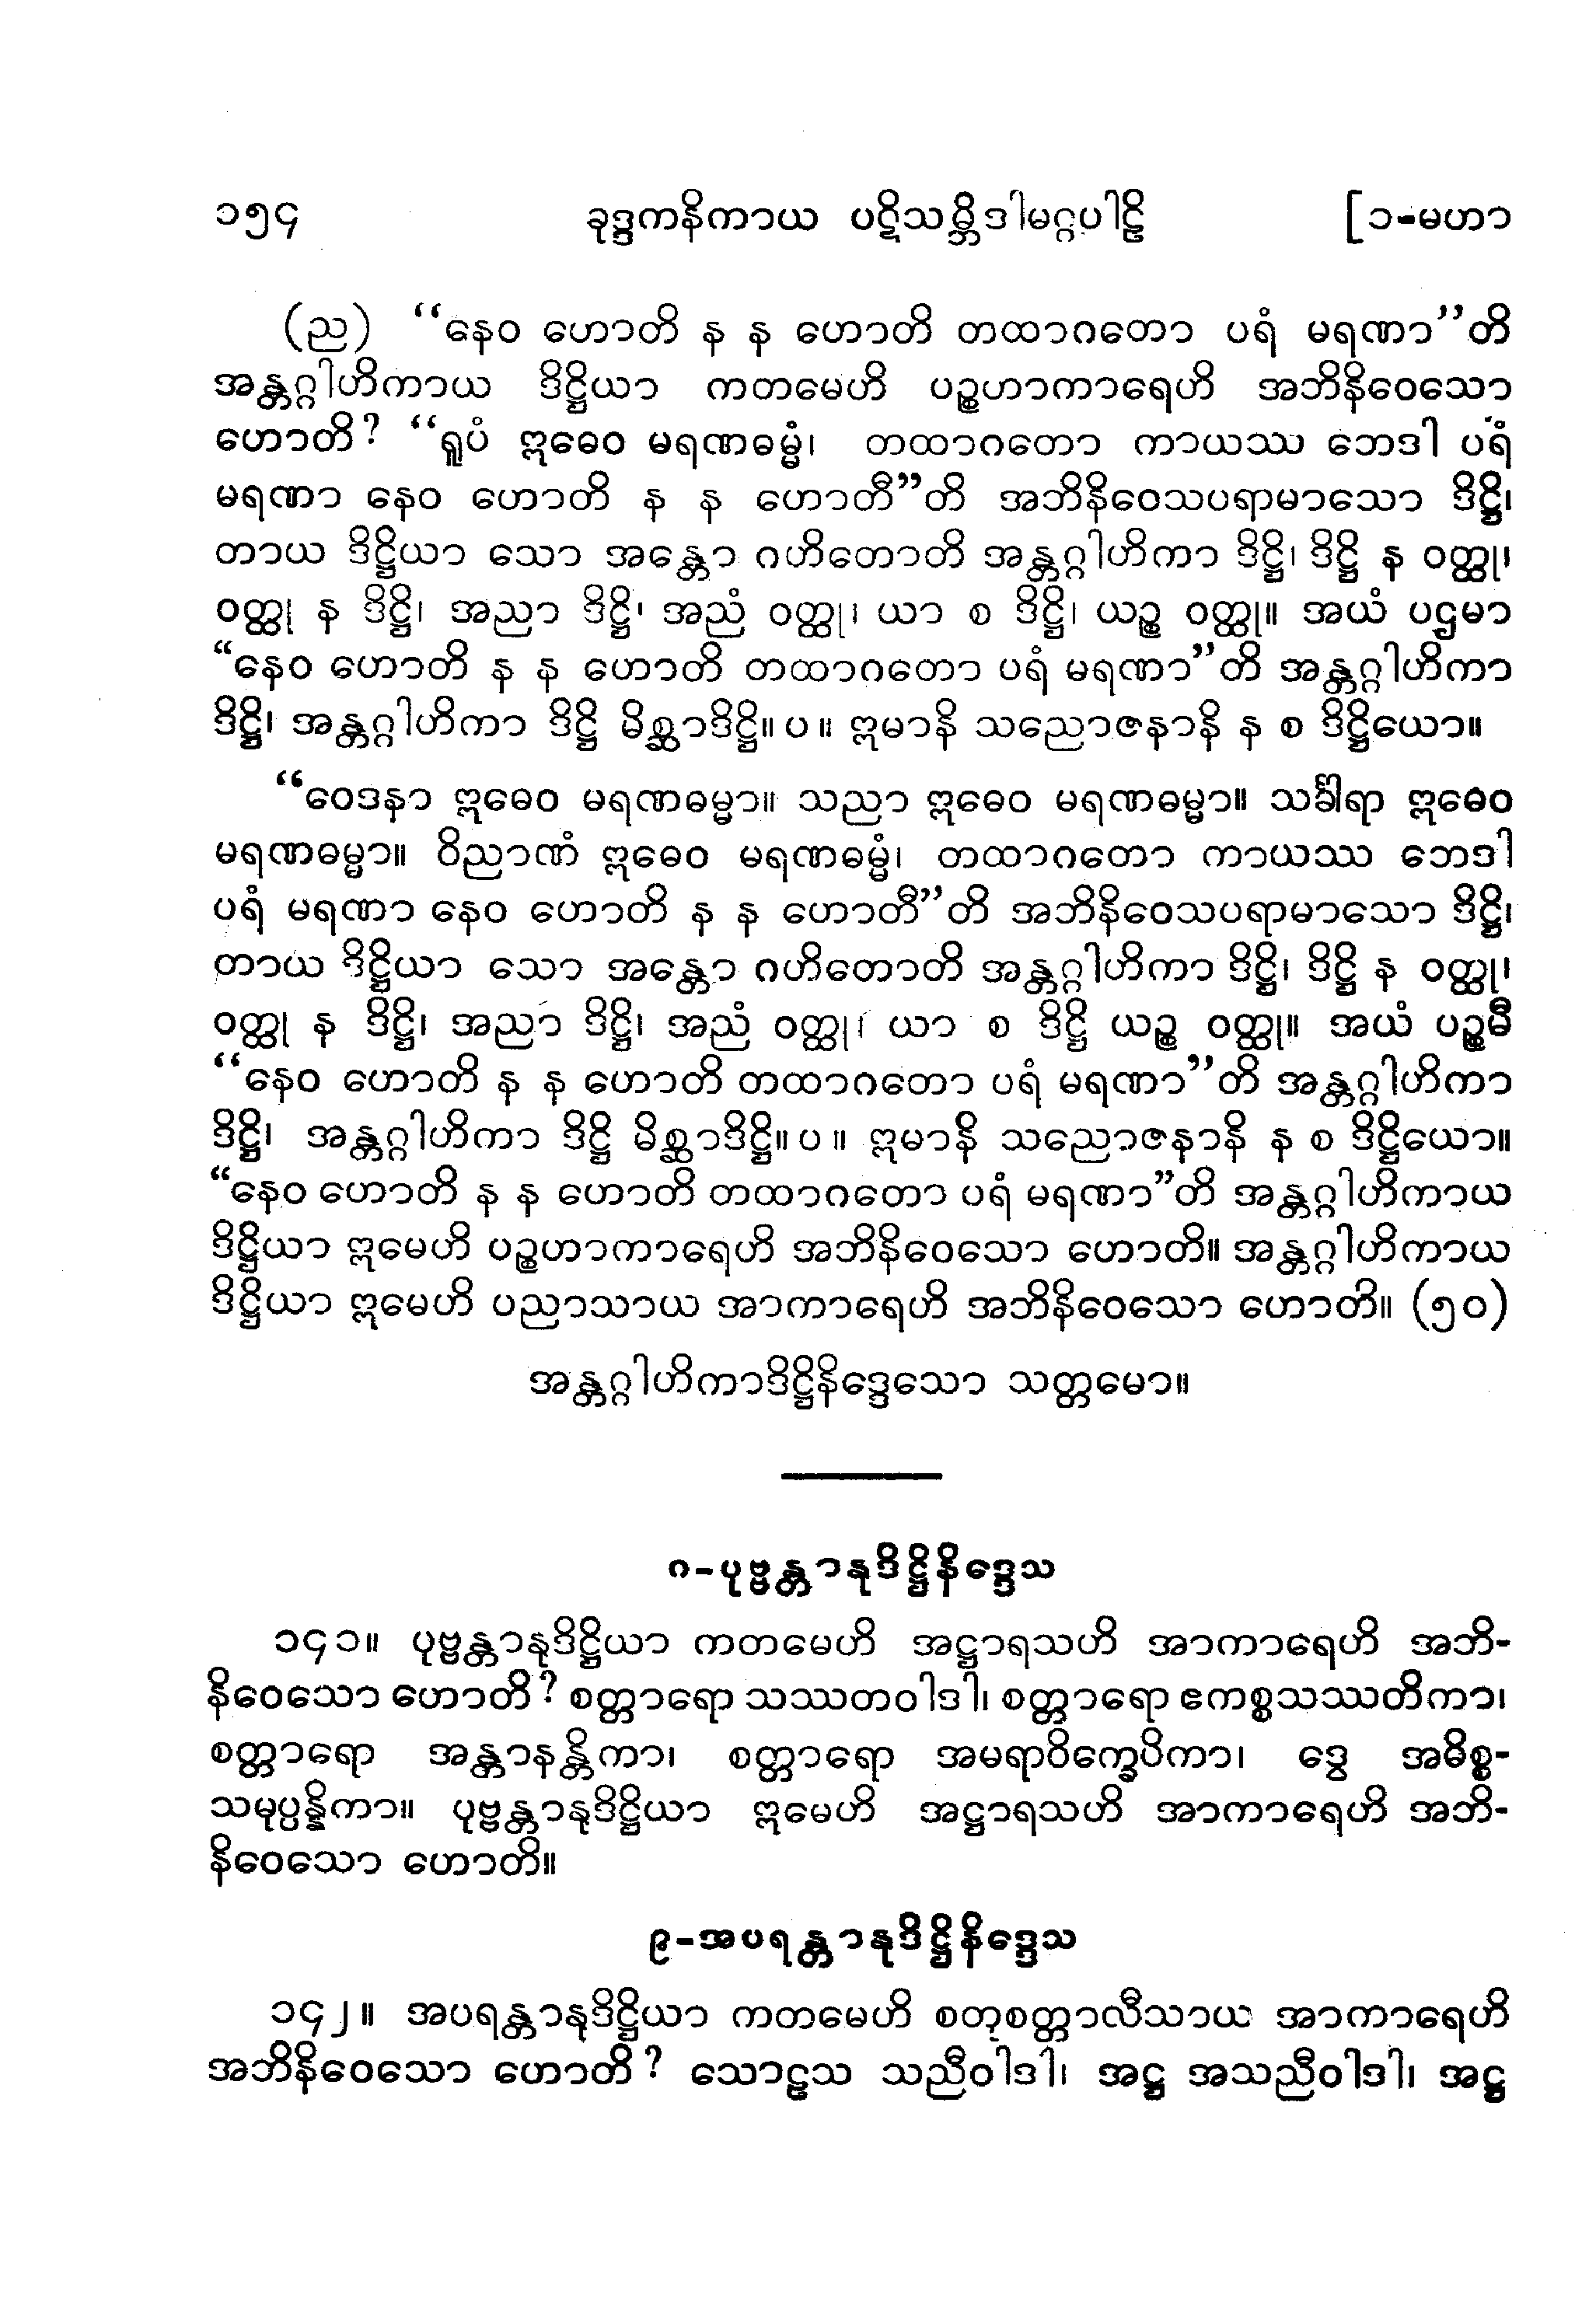 ၁၅၄ ခုဒ္ဒကနိကာယ ပဋိသမ္ဘိဒါမဂ္ဂပါဠိ [၁-မဟာ
(ည) “နေဝ ဟောတိ န န ဟောတိ တထာဂတော ပရံ မရဏာ”တိ
အန္တဂ္ဂါဟိကာယ ဒိဋ္ဌိယာ ကတမေဟိ ပဉ္စဟာကာရေဟိ အဘိနိဝေသော
ဟောတိ? “ရူပံ ဣဓေဝ မရဏဓမ္မံ၊ တထာဂတော ကာယဿ ဘေဒါ ပရံ
မရဏာ နေဝ ဟောတိ န န ဟောတီ”တိ အဘိနိဝေသပရာမာသော ဒိဋ္ဌိ၊
တာယ ဒိဋ္ဌိယာ သော အန္တော ဂဟိတောတိ အန္တဂ္ဂါဟိကာ ဒိဋ္ဌိ၊ ဒိဋ္ဌိ န ဝတ္ထု၊
ဝတ္ထု န ဒိဋ္ဌိ၊ အညာ ဒိဋ္ဌိ၊ အညံ ဝတ္ထု၊ ယာ စ ဒိဋ္ဌိ၊ ယဉ္စ ဝတ္ထု။ အယံ ပဌမာ
“နေဝ ဟောတိ န န ဟောတိ တထာဂတော ပရံ မရဏာ”တိ အန္တဂ္ဂါဟိကာ
ဒိဋ္ဌိ၊ အန္တဂ္ဂါဟိကာ ဒိဋ္ဌိ မိစ္ဆာဒိဋ္ဌိ။ ပ ။ ဣမာနိ သညောဇနာနိ န စ ဒိဋ္ဌိယော။
“ဝေဒနာ ဣဓေဝ မရဏဓမ္မာ။ သညာ ဣဓေဝ မရဏဓမ္မာ။ သင်္ခါရာ ဣဓေဝ
မရဏဓမ္မာ။ ဝိညာဏံ ဣဓေဝ မရဏဓမ္မံ၊ တထာဂတော ကာယဿ ဘေဒါ
ပရံ မရဏာ နေဝ ဟောတိ န န ဟောတီ”တိ အဘိနိဝေသပရာမာသော ဒိဋ္ဌိ၊
တာယ ဒိဋ္ဌိယာ သော အန္တော ဂဟိတောတိ အန္တဂ္ဂါဟိကာ ဒိဋ္ဌိ၊ ဒိဋ္ဌိ န ဝတ္ထု၊
ဝတ္ထု န ဒိဋ္ဌိ၊ အညာ ဒိဋ္ဌိ၊ အညံ ဝတ္ထု၊ ယာ စ ဒိဋ္ဌိ ယဉ္စ ဝတ္ထု။ အယံ ပဉ္စမီ
“နေဝ ဟောတိ န န ဟောတိ တထာဂတော ပရံ မရဏာ”တိ အန္တဂ္ဂါဟိကာ
ဒိဋ္ဌိ၊ အန္တဂ္ဂါဟိကာ ဒိဋ္ဌိ မိစ္ဆာဒိဋ္ဌိ။ ပ ။ ဣမာနိ သညောဇနာနိ န စ ဒိဋ္ဌိယော။
“နေဝ ဟောတိ န န ဟောတိ တထာဂတော ပရံ မရဏာ”တိ အန္တဂ္ဂါဟိကာယ
ဒိဋ္ဌိယာ ဣမေဟိ ပဉ္စဟာကာရေဟိ အဘိနိဝေသော ဟောတိ။ အန္တဂ္ဂါဟိကာယ
ဒိဋ္ဌိယာ ဣမေဟိ ပညာသာယ အာကာရေဟိ အဘိနိဝေသော ဟောတိ။ (၅၀)
အန္တဂ္ဂါဟိကာဒိဋ္ဌိနိဒ္ဒေသော သတ္တမော။
၈-ပုဗ္ဗန္တာနုဒိဋ္ဌိနိဒ္ဒေသ
၁၄၁။ ပုဗ္ဗန္တာနုဒိဋ္ဌိယာ ကတမေဟိ အဋ္ဌာရသဟိ အာကာရေဟိ အဘိ-
နိဝေသော ဟောတိ? စတ္တာရော သဿတဝါဒါ၊ စတ္တာရော ဧကစ္စသဿတိကာ၊
စတ္တာရော အန္တာနန္တိကာ၊ စတ္တာရော အမရာဝိက္ခေပိကာ၊ ဒွေ အဓိစ္စ-
သမုပ္ပန္နိကာ။ ပုဗ္ဗန္တာနုဒိဋ္ဌိယာ ဣမေဟိ အဋ္ဌာရသဟိ အာကာရေဟိ အဘိ-
နိဝေသော ဟောတိ။
၉-အပရန္တာနုဒိဋ္ဌိနိဒ္ဒေသ
၁၄၂။ အပရန္တာနုဒိဋ္ဌိယာ ကတမေဟိ စတုစတ္တာလီသာယ အာကာရေဟိ
အဘိနိဝေသော ဟောတိ? သောဠသ သညီဝါဒါ၊ အဋ္ဌ အသညီဝါဒါ၊ အဋ္ဌ